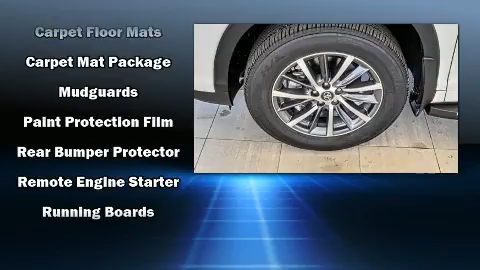 Carpet Floor Mats
Carpet Mat Package
Mudguards
Paint Protection Film
Rear Bumper Protector
Remote Engine Starter
Running Boards